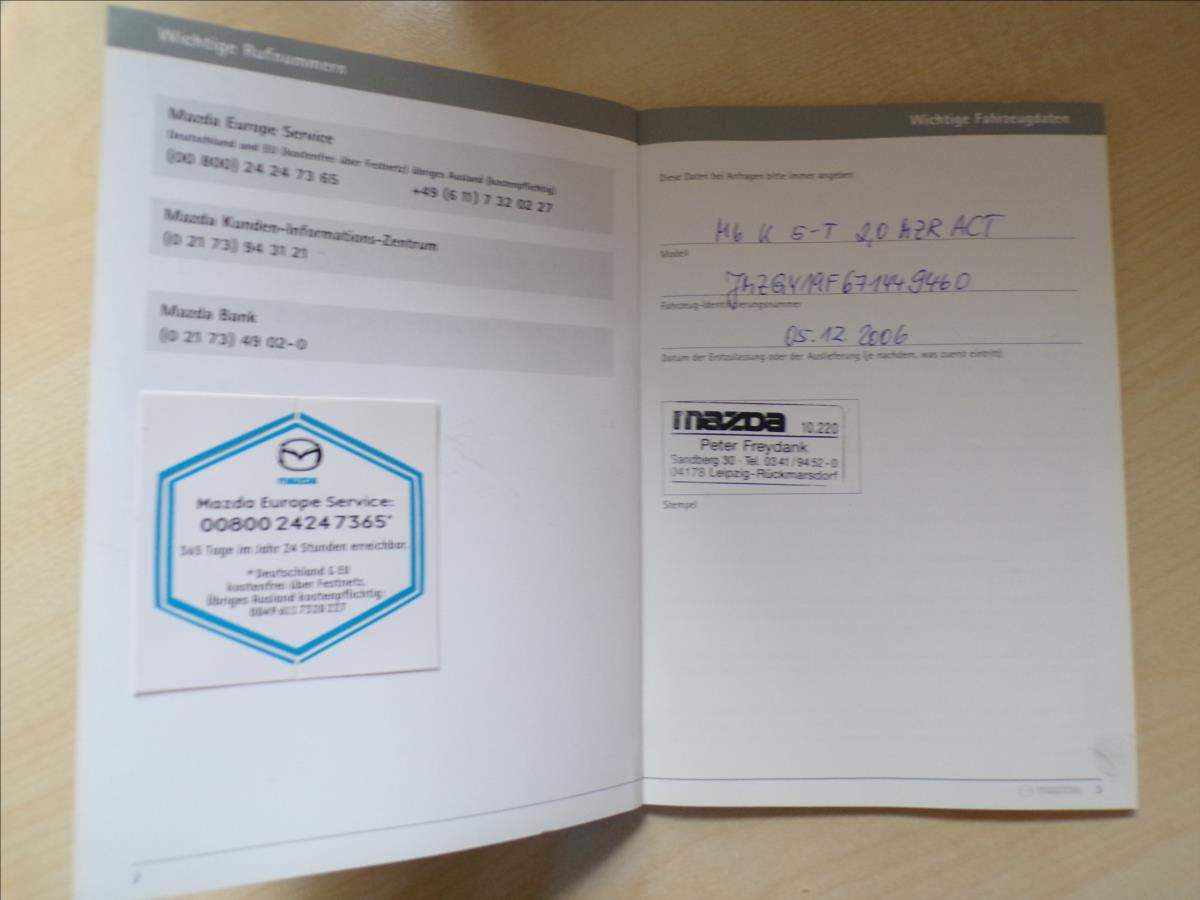 Wichtige Rufnummern
Mazda Europe Service
Deutschland und EU (kostenfrei über Festnetz) übriges Ausland (kostenpflichtig)
(00 800) 24 24 73 65
+49 (6 11) 7 32 02 27
Mazda Kunden-Informations-Zentrum
(0 21 73) 94 31 21
Mazda Bank
(0 21 73) 49 02-0
mazda
Mazda Europe Service:
00800 24247365*
365 Tage im Jahr 24 Stunden erreichbar.
*Deutschland & EU
kostenfrei über Festnetz.
Übriges Ausland kostenpflichtig:
2
Wichtige Fahrzeugdaten
Diese Daten bei Anfragen bitte immer angeben:
M6 K 5-T 2,0 MZR ACT
Modell
JMZGY19F671449460
Fahrzeug-Identifizierungsnummer
05.12 2006
Datum der Erstzulassung oder der Auslieferung (je nachdem, was zuerst eintritt)
mazda 10.220
Peter Freydank
Sandberg 30 · Tel. 0341/9452-0
04178 Leipzig-Rückmarsdorf
Stempel
mazda 3